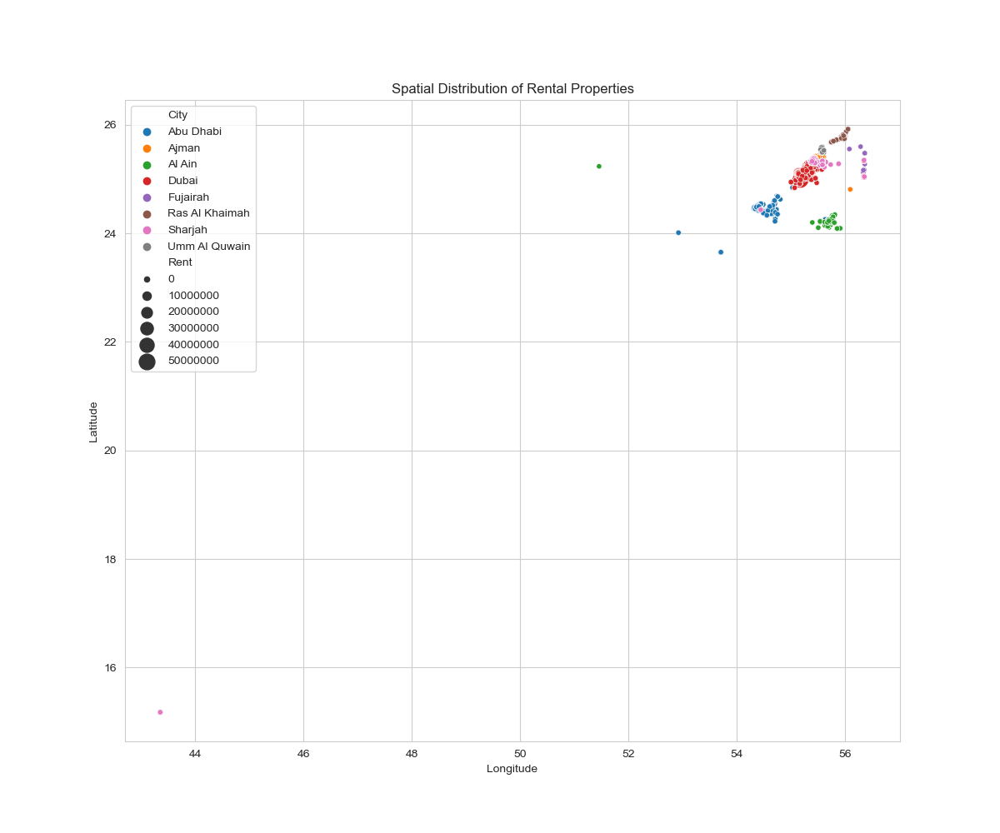 Spatial Distribution of Rental Properties
City
Abu Dhabi
Ajman
Al Ain
Dubai
Fujairah
Ras Al Khaimah
Sharjah
Umm Al Quwain
Rent
0
10000000
20000000
30000000
40000000
50000000
26
24
22
20
18
16
Latitude
44 46 48 50 52 54 56
Longitude